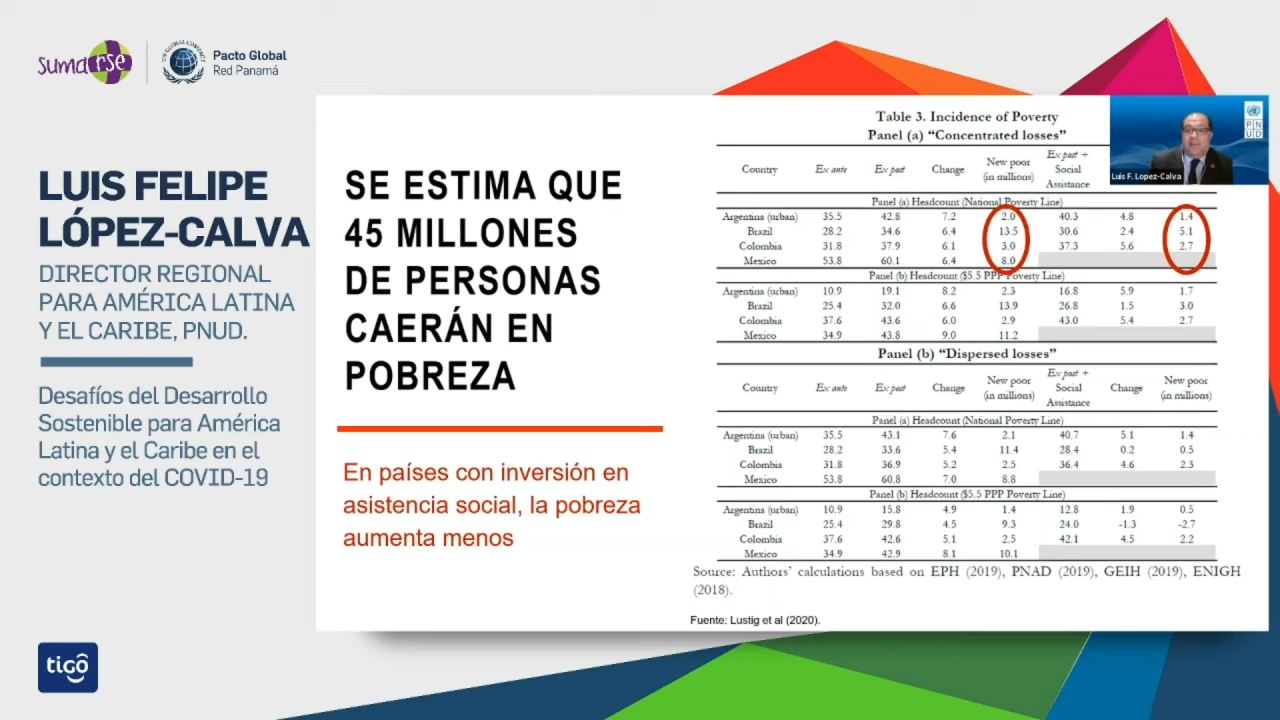 sumarse
UN GLOBAL COMPACT
Pacto Global
Red Panamá
LUIS FELIPE
LÓPEZ-CALVA
DIRECTOR REGIONAL
PARA AMÉRICA LATINA
Y EL CARIBE, PNUD.
Desafíos del Desarrollo
Sostenible para América
Latina y el Caribe en el
contexto del COVID-19
tigo
SE ESTIMA QUE
45 MILLONES
DE PERSONAS
CAERÁN EN
POBREZA
En países con inversión en
asistencia social, la pobreza
aumenta menos
Table 3. Incidence of Poverty
Panel (a) “Concentrated losses”
Country Ex ante Ex post Change New poor (in millions) Ex post + Social Assistance
Panel (a) Headcount (National Poverty Line)
Argentina (urban) 35.5 42.8 7.2 2.0 40.3 4.8 1.4
Brazil 28.2 34.6 6.4 13.5 30.6 2.4 5.1
Colombia 31.8 37.9 6.1 3.0 37.3 5.6 2.7
Mexico 53.8 60.1 6.4 8.0
Panel (b) Headcount ($5.5 PPP Poverty Line)
Argentina (urban) 10.9 19.1 8.2 2.3 16.8 5.9 1.7
Brazil 25.4 32.0 6.6 13.9 26.8 1.5 3.0
Colombia 37.6 43.6 6.0 2.9 43.0 5.4 2.7
Mexico 34.9 43.8 9.0 11.2
Panel (b) “Dispersed losses”
Country Ex ante Ex post Change New poor (in millions) Ex post + Social Assistance Change New poor (in millions)
Panel (a) Headcount (National Poverty Line)
Argentina (urban) 35.5 43.1 7.6 2.1 40.7 5.1 1.4
Brazil 28.2 33.6 5.4 11.4 28.4 0.2 0.5
Colombia 31.8 36.9 5.2 2.5 36.4 4.6 2.3
Mexico 53.8 60.8 7.0 8.8
Panel (b) Headcount ($5.5 PPP Poverty Line)
Argentina (urban) 10.9 15.8 4.9 1.4 12.8 1.9 0.5
Brazil 25.4 29.8 4.5 9.3 24.0 -1.3 -2.7
Colombia 37.6 42.6 5.1 2.5 42.1 4.5 2.2
Mexico 34.9 42.9 8.1 10.1
Source: Authors’ calculations based on EPH (2019), PNAD (2019), GEIH (2019), ENIGH
(2018).
Fuente: Lustig et al (2020).
P N
U D
Luis F. Lopez-Calva